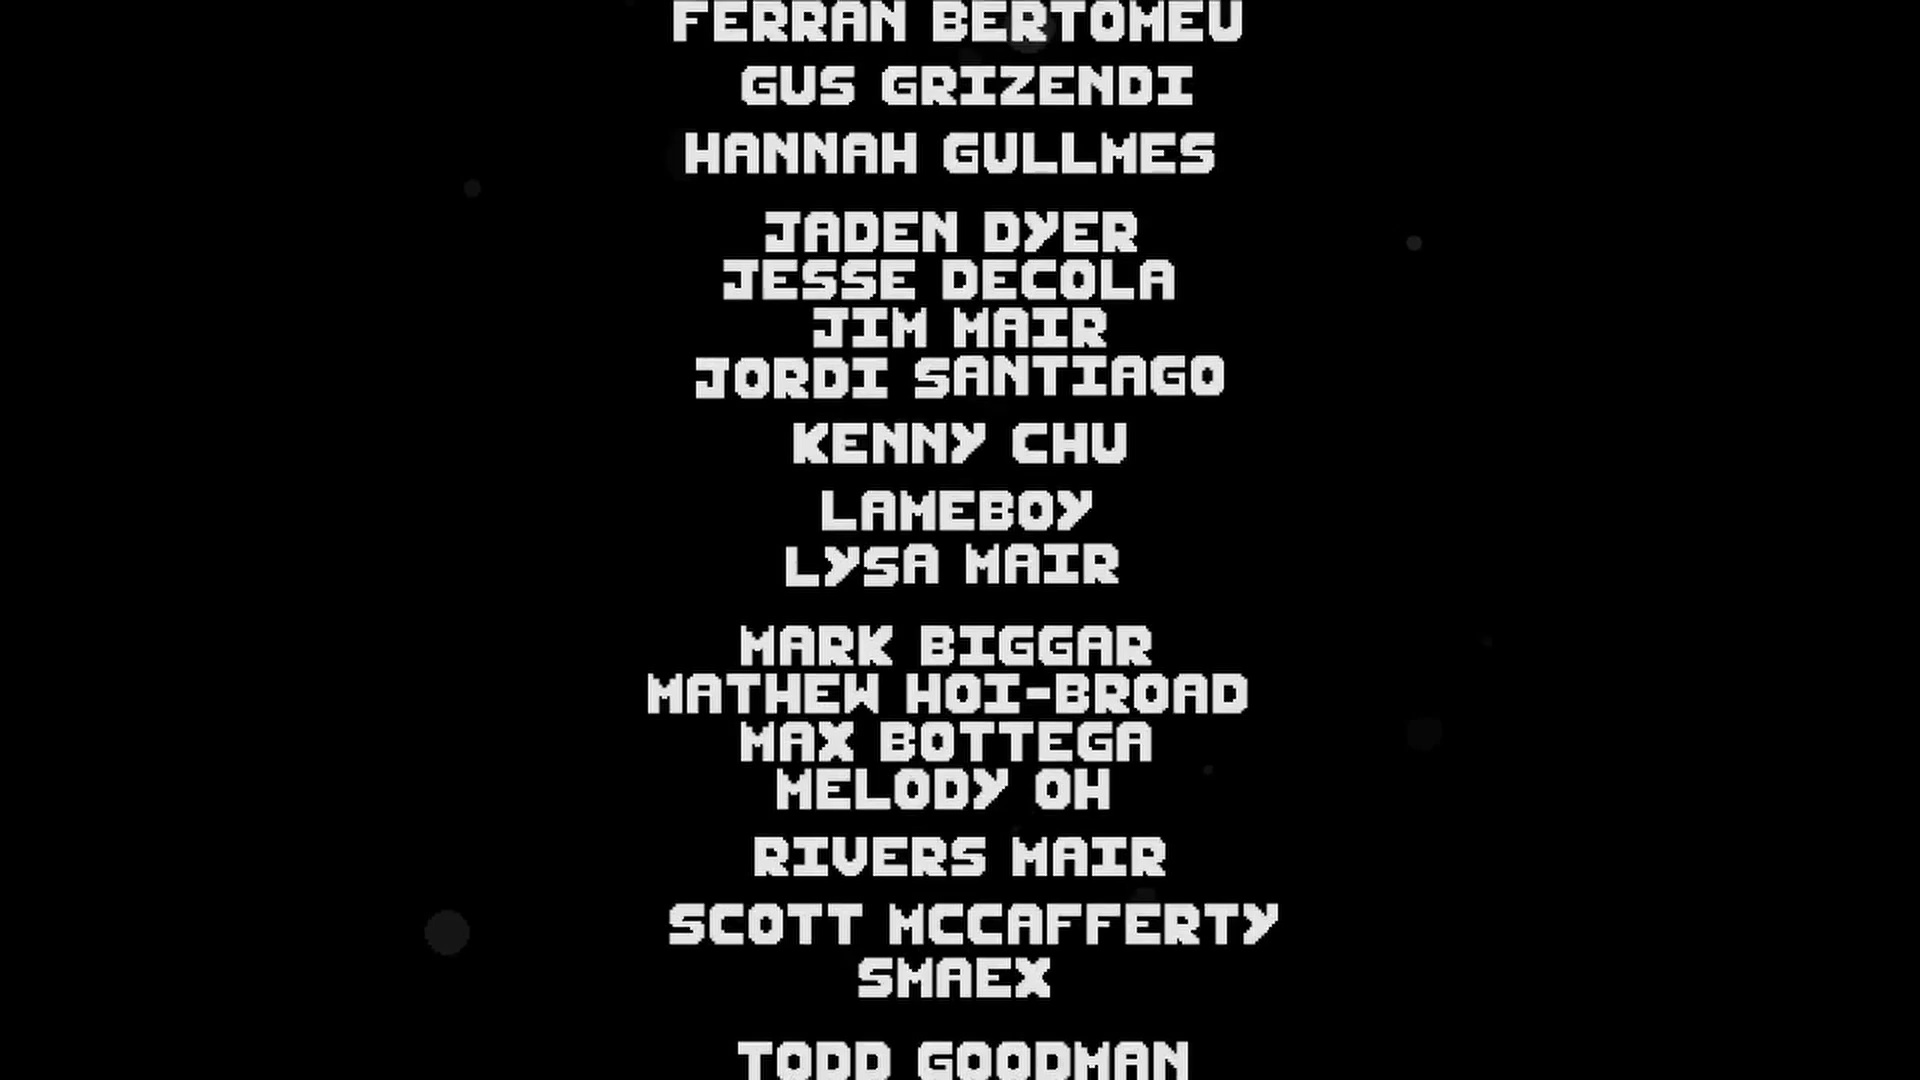 FERRAN BERTOMEU
GUS GRIZENDI
HANNAH GULLMES
JADEN DYER
JESSE DECOLA
JIM MAIR
JORDI SANTIAGO
KENNY CHU
LAMEBOY
LYSA MAIR
MARK BIGGAR
MATHEW HOI-BROAD
MAX BOTTEGA
MELODY OH
RIVERS MAIR
SCOTT MCCAFFERTY
SMAEX
TODD GOODMAN